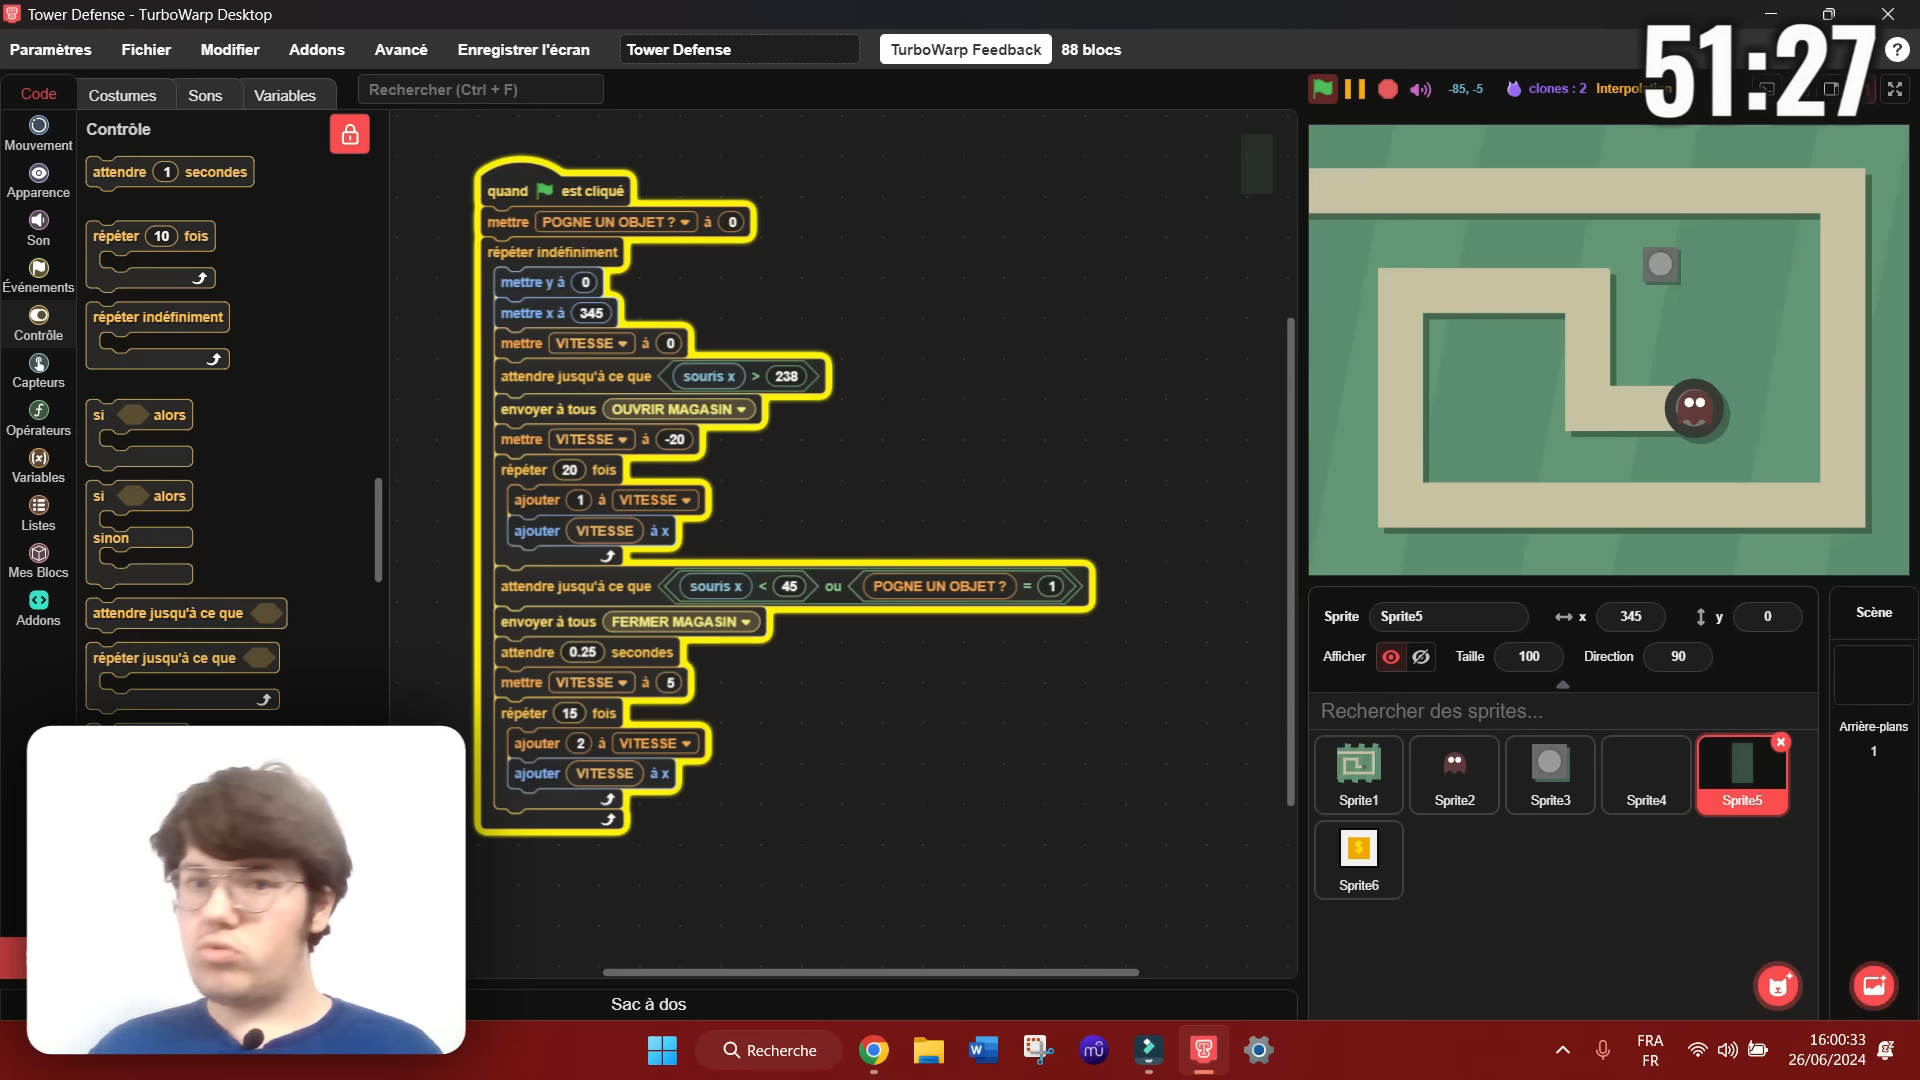 Tower Defense - TurboWarp Desktop
Paramètres Fichier Modifier Addons Avancé Enregistrer l'écran Tower Defense TurboWarp Feedback 88 blocs
51:27
?
Code Costumes Sons Variables Rechercher (Ctrl + F)
-85, -5 clones : 2
Mouvement
Apparence
Son
Événements
Contrôle
Capteurs
Opérateurs
Variables
Listes
Mes Blocs
Addons
Contrôle
attendre 1 secondes
répéter 10 fois
répéter indéfiniment
si alors
si alors
sinon
attendre jusqu'à ce que
répéter jusqu'à ce que
quand est cliqué
mettre POGNE UN OBJET ? à 0
répéter indéfiniment
mettre y à 0
mettre x à 345
mettre VITESSE à 0
attendre jusqu'à ce que souris x > 238
envoyer à tous OUVRIR MAGASIN
mettre VITESSE à -20
répéter 20 fois
ajouter 1 à VITESSE
ajouter VITESSE à x
attendre jusqu'à ce que souris x < 45 ou POGNE UN OBJET ? = 1
envoyer à tous FERMER MAGASIN
attendre 0.25 secondes
mettre VITESSE à 5
répéter 15 fois
ajouter 2 à VITESSE
ajouter VITESSE à x
Sac à dos
Sprite Sprite5 x 345 y 0
Afficher Taille 100 Direction 90
Rechercher des sprites...
Sprite1 Sprite2 Sprite3 Sprite4 Sprite5
$
Sprite6
Scène
Arrière-plans
1
Recherche
W
mü
FRA
FR
16:00:33
26/06/2024